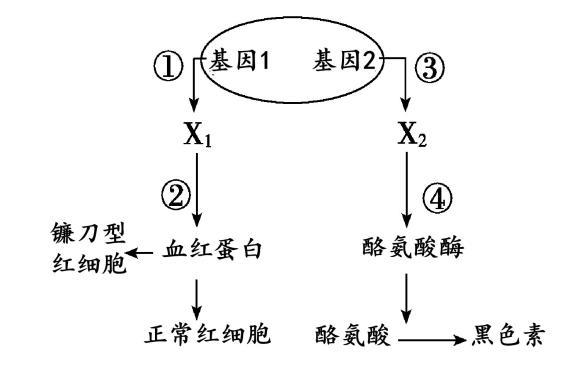 ① 基因1 基因2 ③
X₁ X₂
② ④
镰刀型
红细胞
血红蛋白 酪氨酸酶
正常红细胞 酪氨酸 黑色素